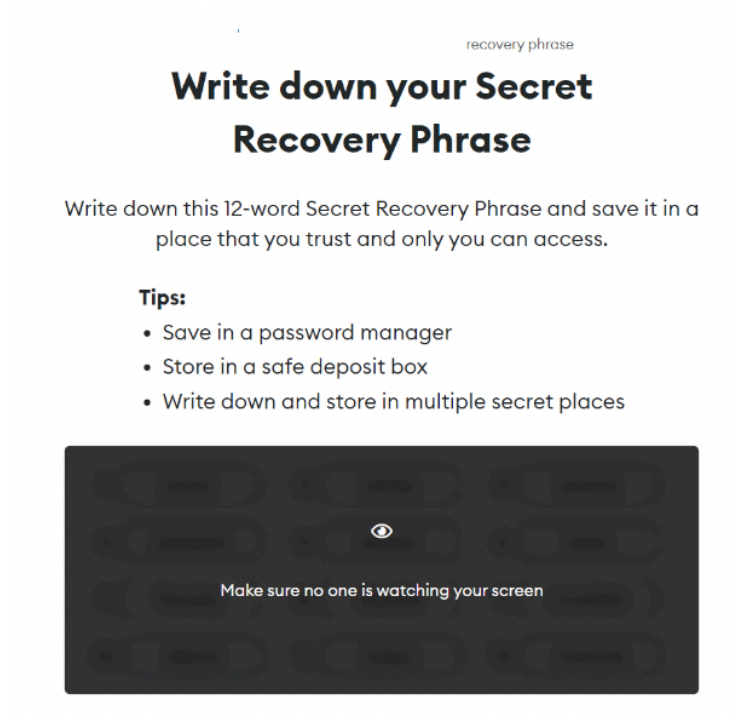 recovery phrase
Write down your Secret
Recovery Phrase
Write down this 12-word Secret Recovery Phrase and save it in a
place that you trust and only you can access.
Tips:
• Save in a password manager
• Store in a safe deposit box
• Write down and store in multiple secret places
Make sure no one is watching your screen